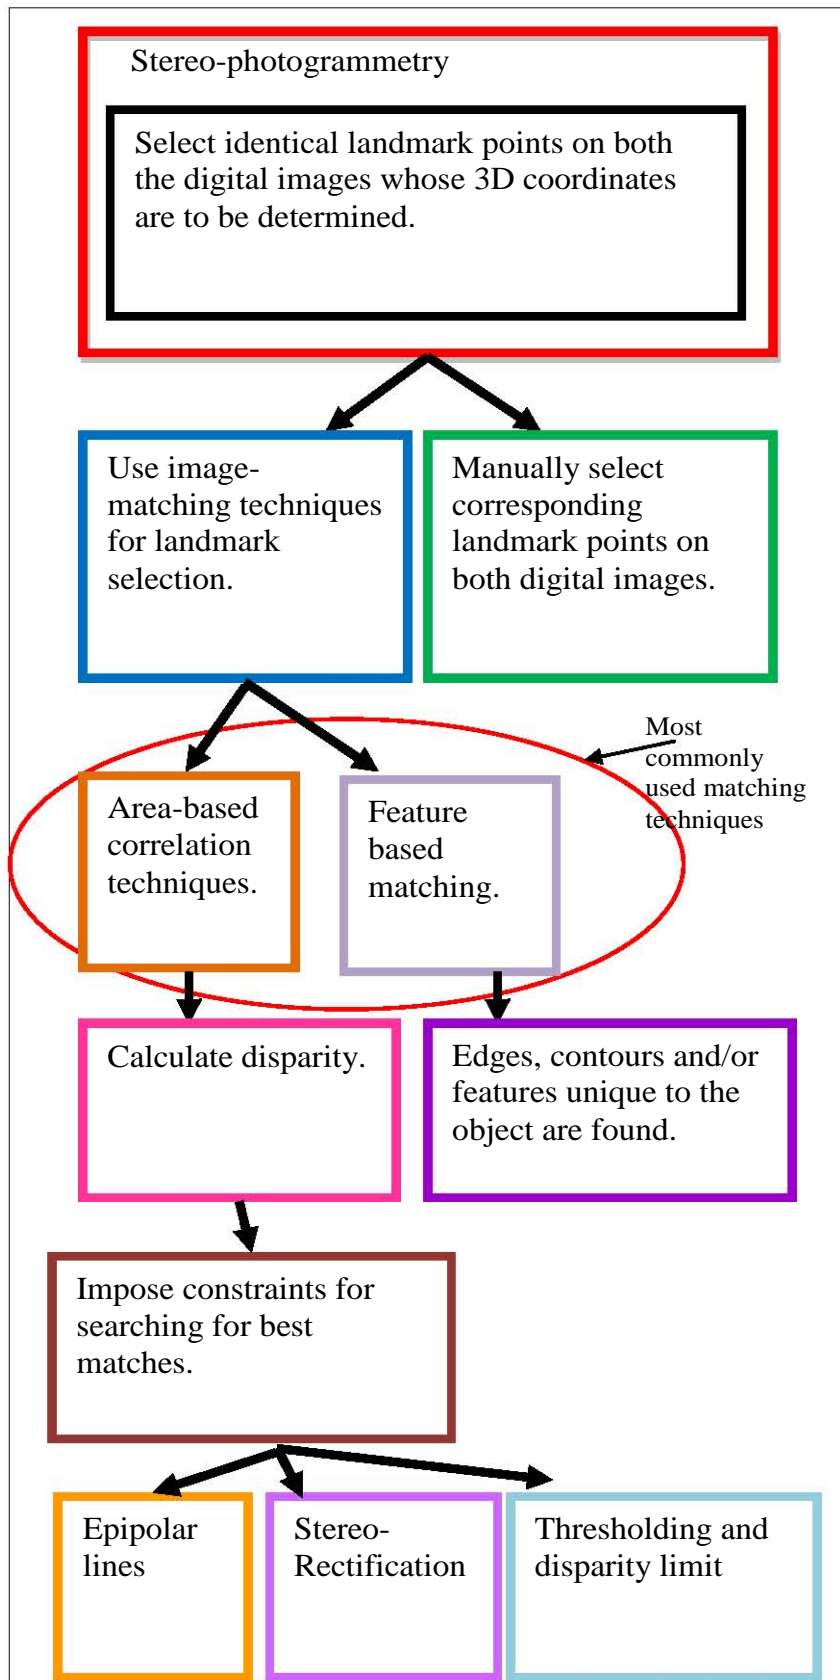 Stereo-photogrammetry
Select identical landmark points on both
the digital images whose 3D coordinates
are to be determined.
Use image-
matching techniques
for landmark
selection.
Manually select
corresponding
landmark points on
both digital images.
Most
commonly
used matching
techniques
Area-based
correlation
techniques.
Feature
based
matching.
Calculate disparity.
Edges, contours and/or
features unique to the
object are found.
Impose constraints for
searching for best
matches.
Epipolar
lines
Stereo-
Rectification
Thresholding and
disparity limit